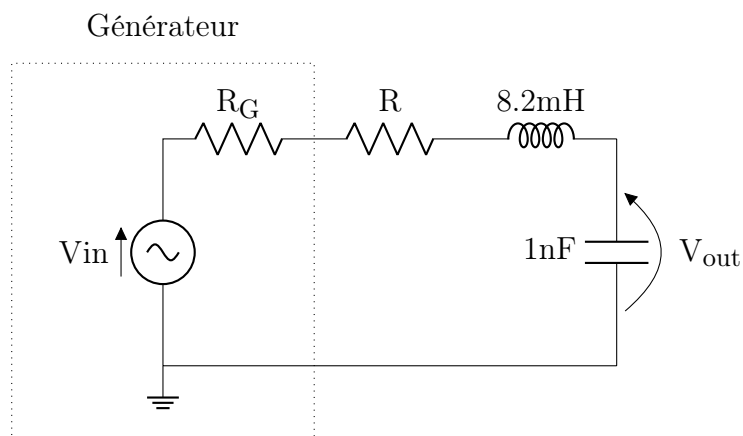 Générateur
R_G
R
8.2mH
Vin
1nF
V_out